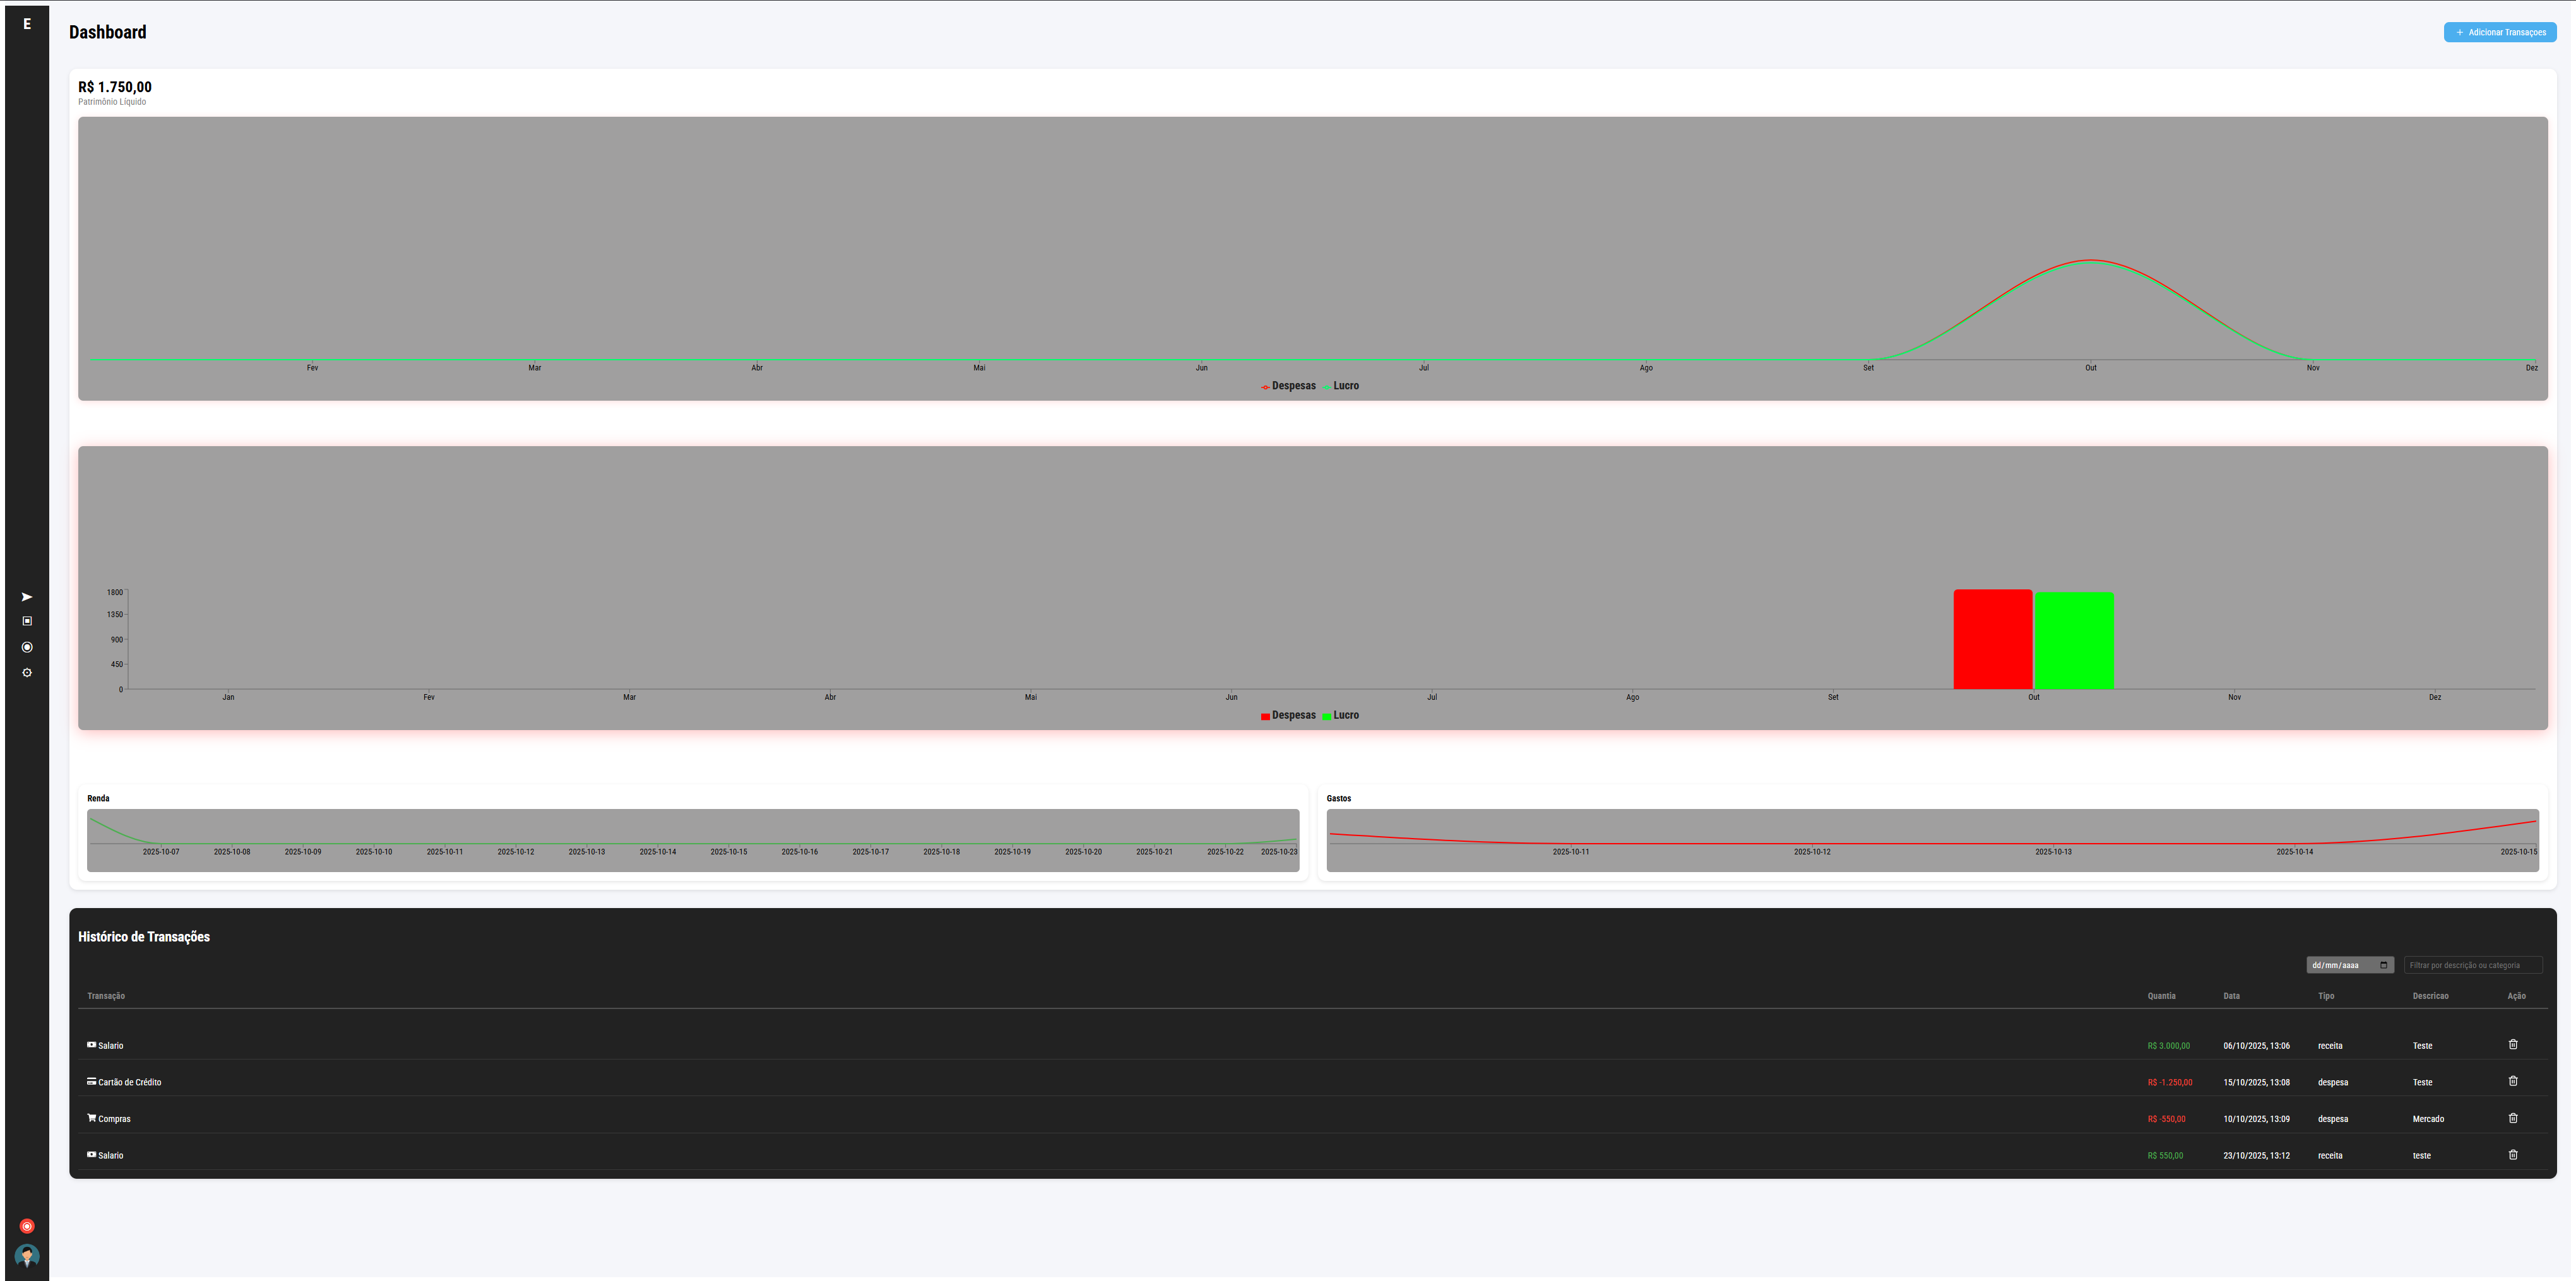 E
Dashboard
+ Adicionar Transaçoes
R$ 1.750,00
Patrimônio Líquido
Fev Mar Abr Mai Jun Jul Ago Set Out Nov Dez
Despesas Lucro
1800
1350
900
450
0
Jan Fev Mar Abr Mai Jun Jul Ago Set Out Nov Dez
Despesas Lucro
Renda
2025-10-07 2025-10-08 2025-10-09 2025-10-10 2025-10-11 2025-10-12 2025-10-13 2025-10-14 2025-10-15 2025-10-16 2025-10-17 2025-10-18 2025-10-19 2025-10-20 2025-10-21 2025-10-22 2025-10-23
Gastos
2025-10-11 2025-10-12 2025-10-13 2025-10-14 2025-10-15
Histórico de Transações
dd/mm/aaaa Filtrar por descrição ou categoria
Transação Quantia Data Tipo Descricao Ação
Salario R$ 3.000,00 06/10/2025, 13:06 receita Teste
Cartão de Crédito R$ -1.250,00 15/10/2025, 13:08 despesa Teste
Compras R$ -550,00 10/10/2025, 13:09 despesa Mercado
Salario R$ 550,00 23/10/2025, 13:12 receita teste